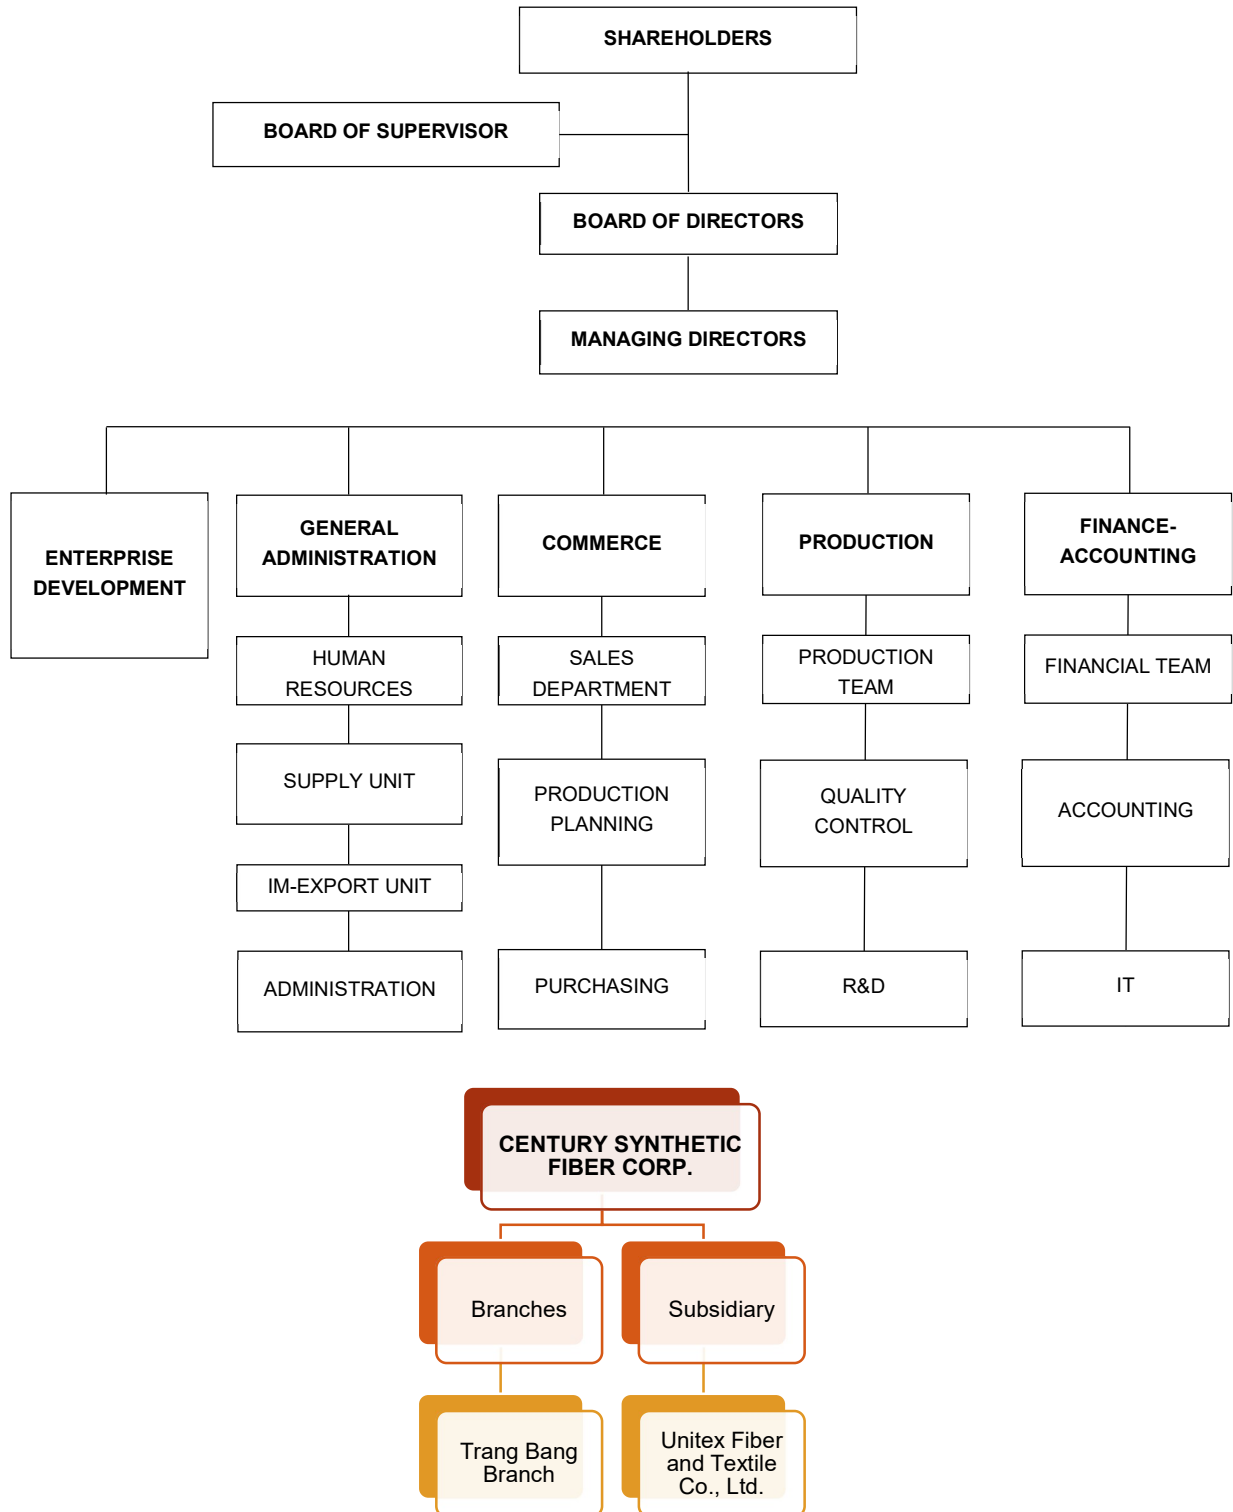 SHAREHOLDERS
BOARD OF SUPERVISOR
BOARD OF DIRECTORS
MANAGING DIRECTORS
ENTERPRISE
DEVELOPMENT
GENERAL
ADMINISTRATION
COMMERCE
PRODUCTION
FINANCE-
ACCOUNTING
HUMAN
RESOURCES
SALES
DEPARTMENT
PRODUCTION
TEAM
FINANCIAL TEAM
SUPPLY UNIT
PRODUCTION
PLANNING
QUALITY
CONTROL
ACCOUNTING
IM-EXPORT UNIT
ADMINISTRATION
PURCHASING
R&D
IT
CENTURY SYNTHETIC
FIBER CORP.
Branches
Subsidiary
Trang Bang
Branch
Unitex Fiber
and Textile
Co., Ltd.